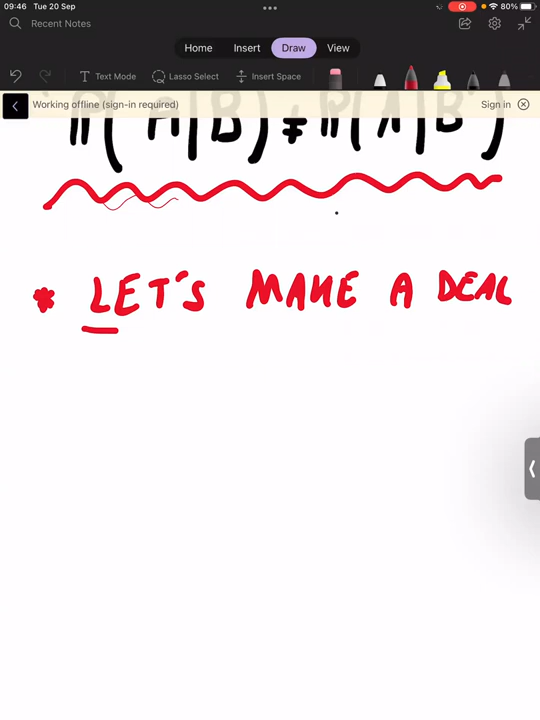 09:46 Tue 20 Sep 80%
Recent Notes
Home Insert Draw View
Text Mode Lasso Select Insert Space
Working offline (sign-in required) Sign in
P(A|B) ≠ P(A|B
* LET'S MAKE A DEAL